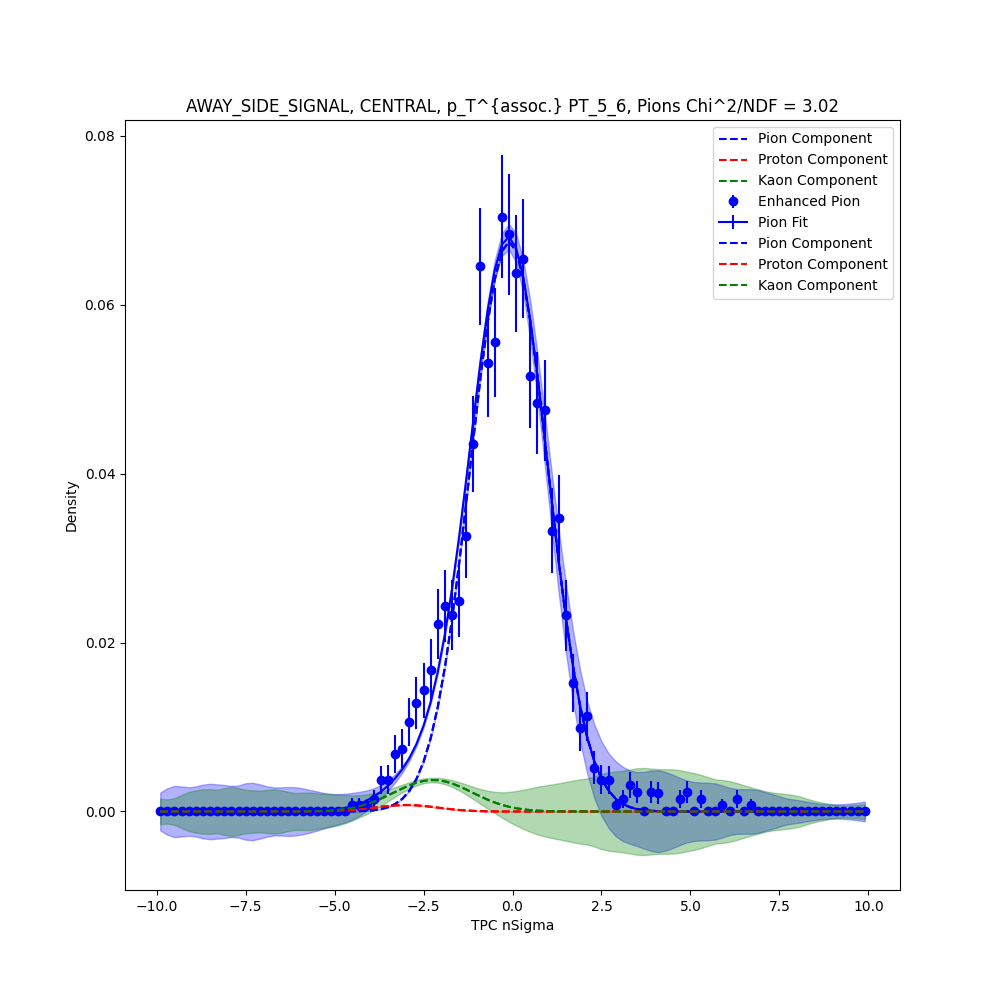 AWAY_SIDE_SIGNAL, CENTRAL, p_T^{assoc.} PT_5_6, Pions Chi^2/NDF = 3.02
Pion Component
Proton Component
Kaon Component
Enhanced Pion
Pion Fit
Pion Component
Proton Component
Kaon Component
0.08
0.06
0.04
0.02
0.00
Density
−10.0 −7.5 −5.0 −2.5 0.0 2.5 5.0 7.5 10.0
TPC nSigma